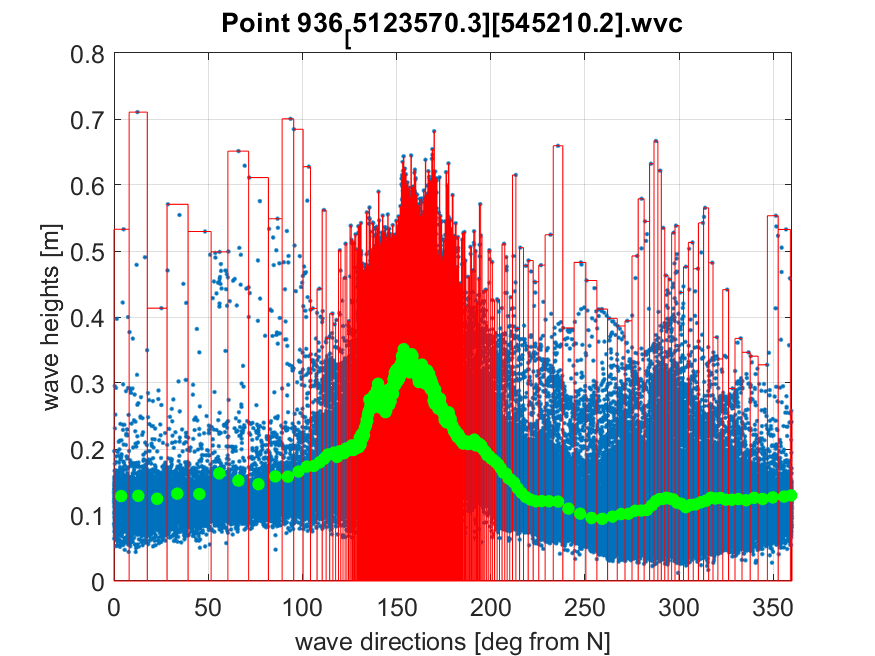 Point 936[5123570.3][545210.2].wvc
0.8
0.7
0.6
0.5
0.4
0.3
0.2
0.1
0
wave heights [m]
0 50 100 150 200 250 300 350
wave directions [deg from N]